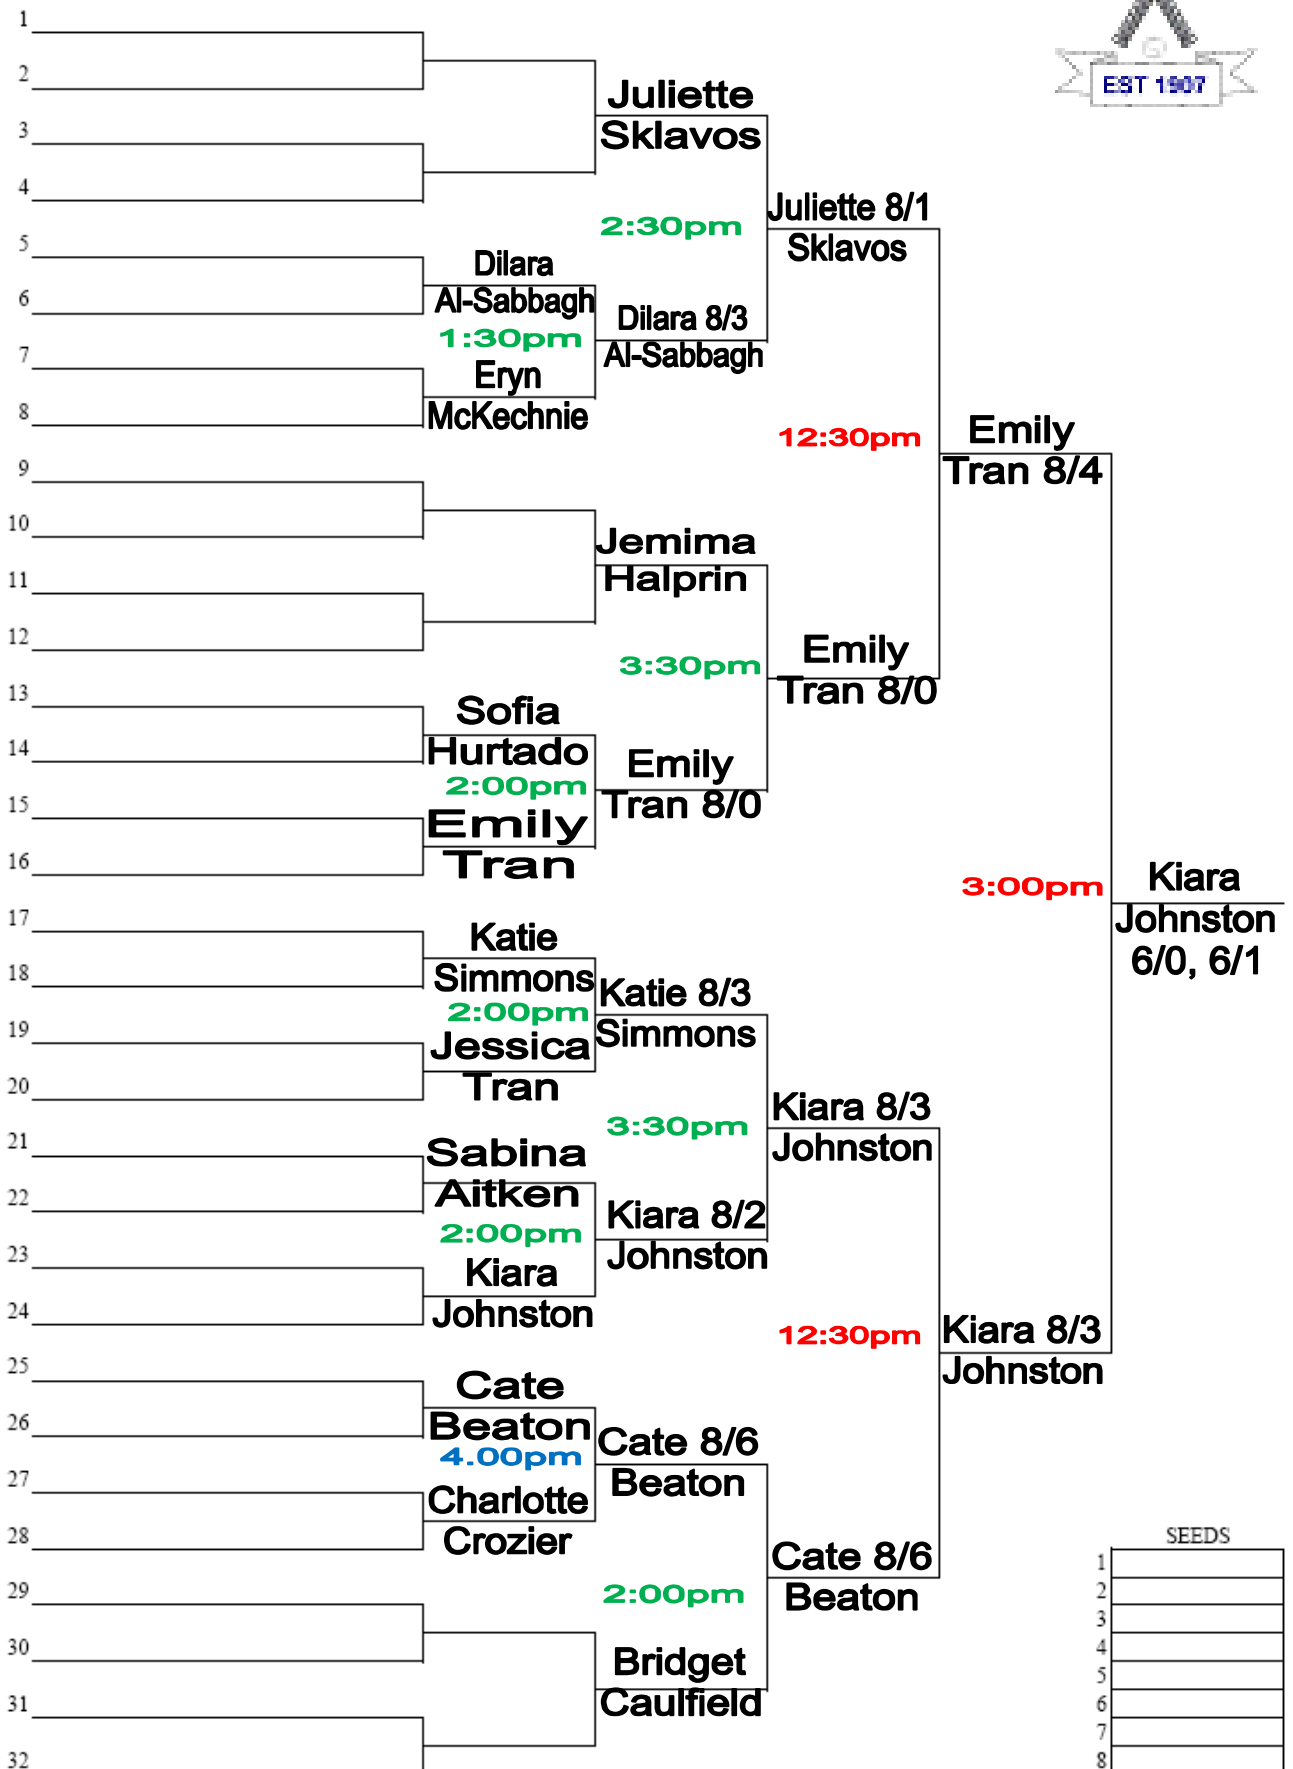 EST 1907
1
2
Juliette
Sklavos
3
4
Juliette 8/1
2:30pm
Sklavos
5
Dilara
6
Al-Sabbagh
Dilara 8/3
1:30pm
Al-Sabbagh
7
Eryn
8
McKechnie
12:30pm
Emily
Tran 8/4
9
10
Jemima
Halprin
11
12
Emily
3:30pm
Tran 8/0
13
Sofia
14
Hurtado
Emily
2:00pm
Tran 8/0
15
Emily
16
Tran
3:00pm
Kiara
Johnston
6/0, 6/1
17
Katie
18
Simmons
Katie 8/3
2:00pm
Simmons
19
Jessica
20
Tran
Kiara 8/3
3:30pm
Johnston
21
Sabina
22
Aitken
Kiara 8/2
2:00pm
Johnston
23
Kiara
24
Johnston
12:30pm
Kiara 8/3
Johnston
25
Cate
26
Beaton
Cate 8/6
4.00pm
Beaton
27
Charlotte
28
Crozier
Cate 8/6
2:00pm
Beaton
29
30
Bridget
Caulfield
31
32
SEEDS
1
2
3
4
5
6
7
8